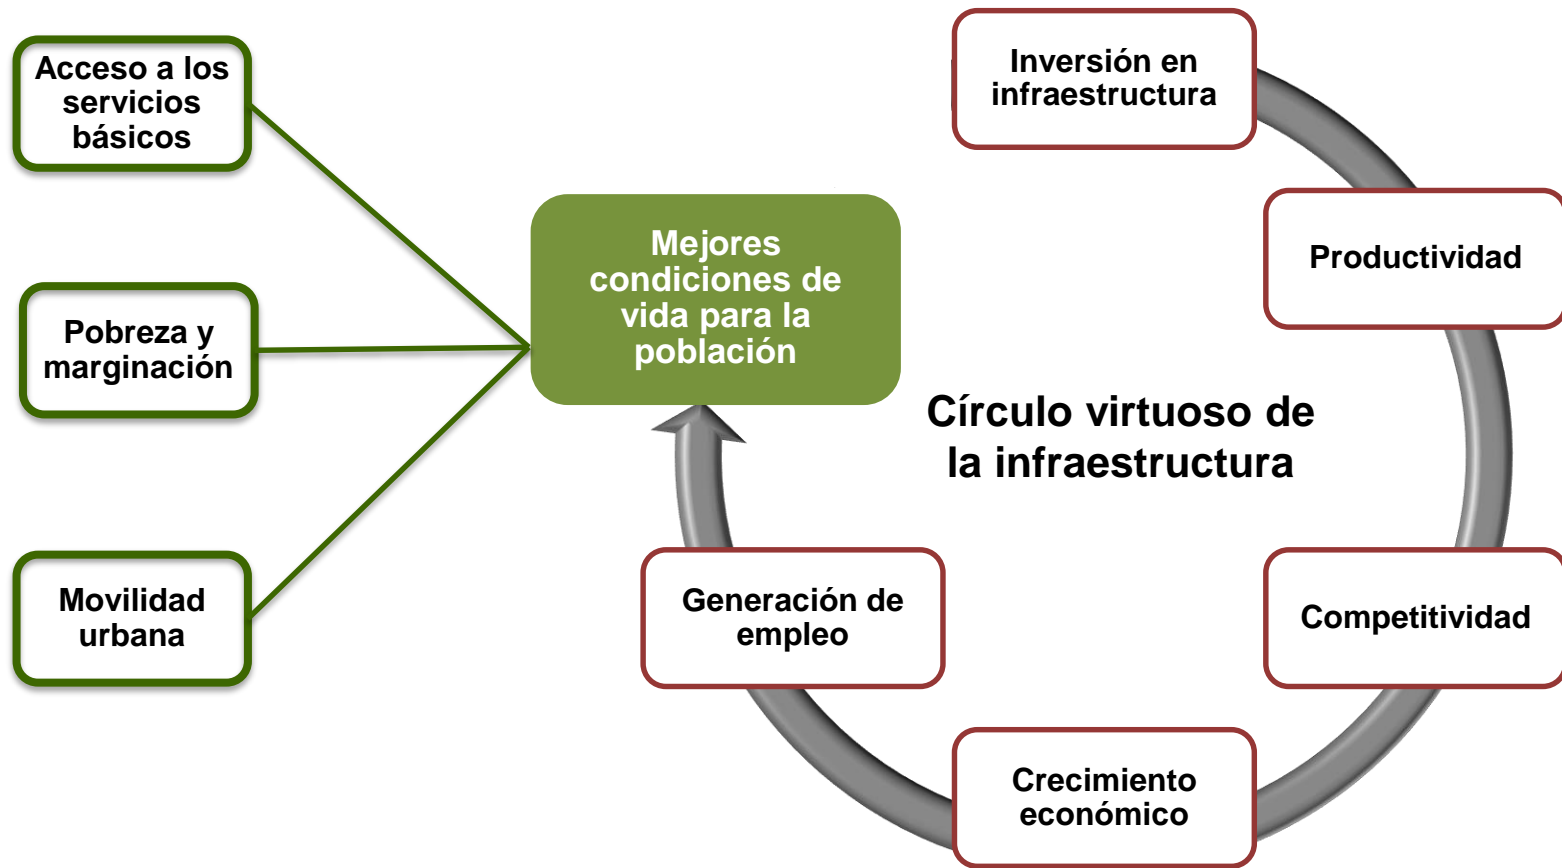 Acceso a los
servicios
básicos
Pobreza y
marginación
Movilidad
urbana
Mejores
condiciones de
vida para la
población
Inversión en
infraestructura
Productividad
Círculo virtuoso de
la infraestructura
Competitividad
Crecimiento
económico
Generación de
empleo